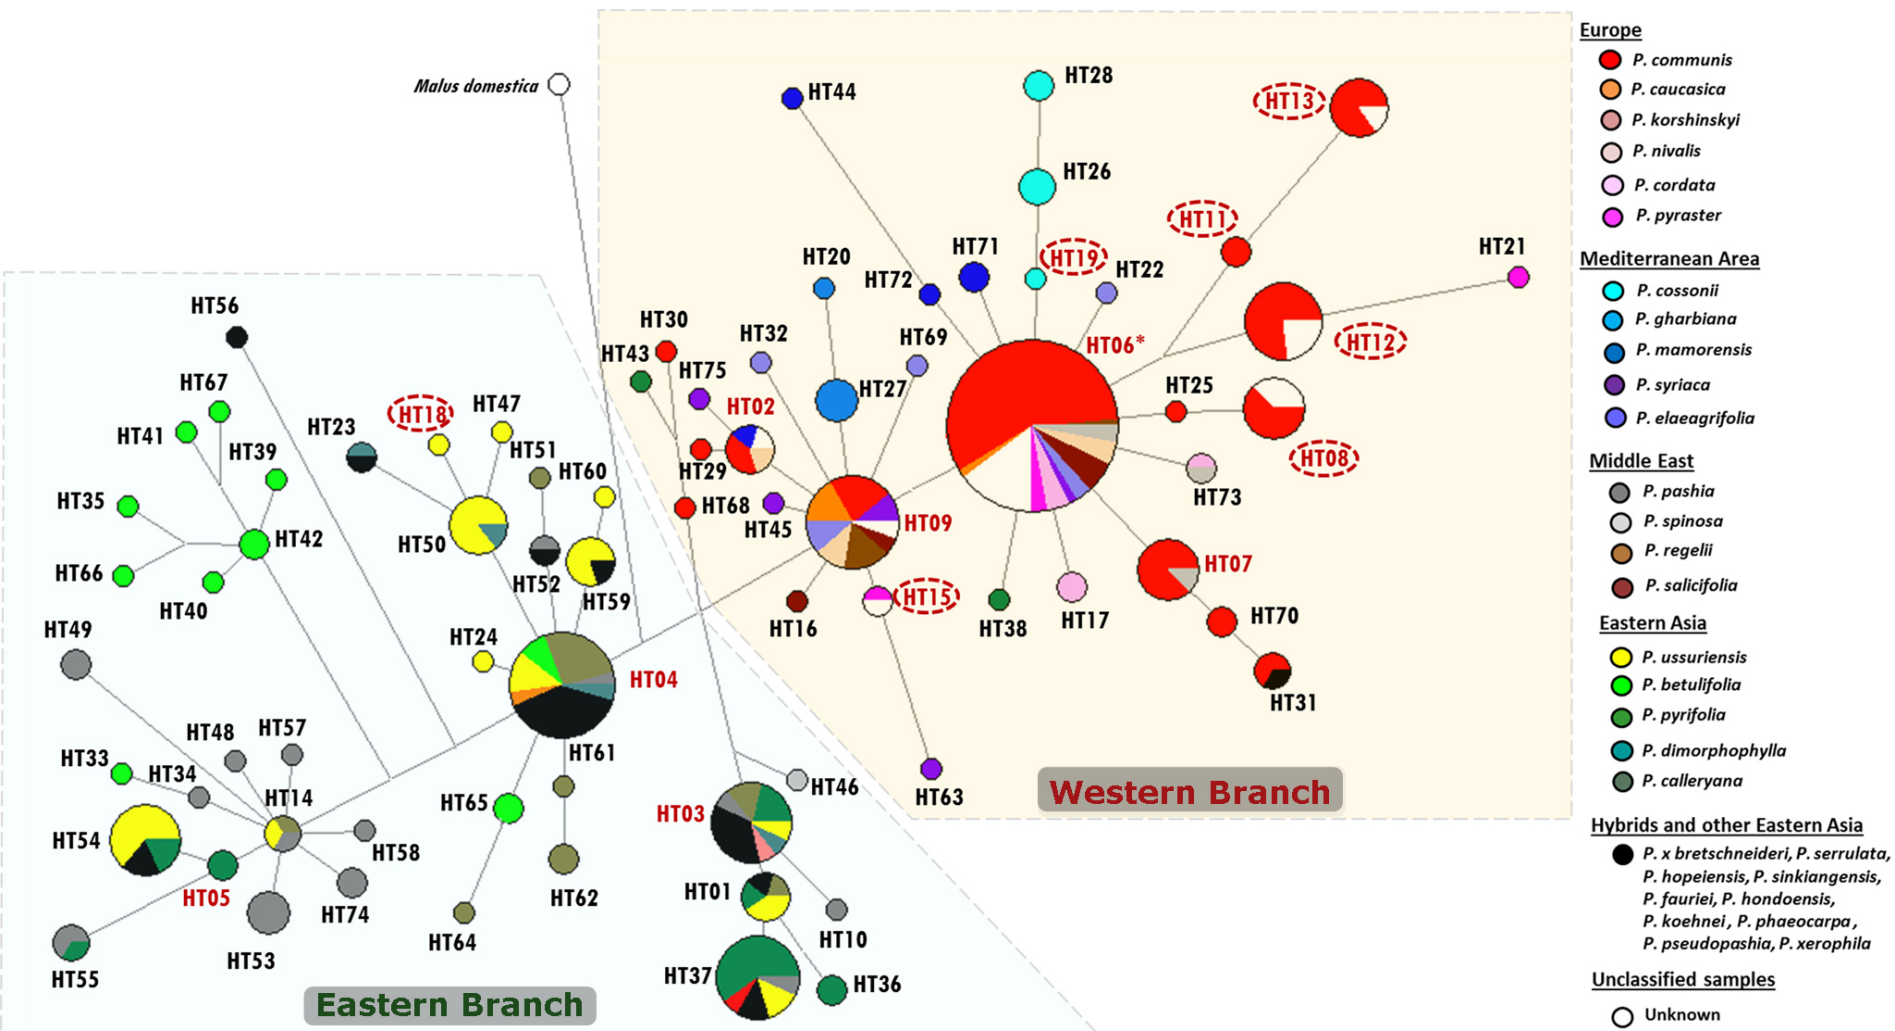 Malus domestica
HT44
HT28
HT13
HT26
HT11
HT21
HT71
HT19
HT20
HT72
HT22
HT56
HT30
HT32
HT69
HT06*
HT12
HT43
HT75
HT67
HT27
HT25
HT18
HT47
HT02
HT23
HT41
HT51
HT39
HT60
HT29
HT08
HT35
HT68
HT73
HT45
HT09
HT50
HT42
HT52
HT07
HT66
HT59
HT15
HT40
HT70
HT17
HT38
HT16
HT49
HT24
HT04
HT31
HT48
HT57
HT61
HT33
HT34
HT46
HT63
Western Branch
HT14
HT65
HT03
HT54
HT58
HT05
HT01
HT62
HT74
HT64
HT10
HT53
HT55
HT37
HT36
Eastern Branch
Europe
P. communis
P. caucasica
P. korshinskyi
P. nivalis
P. cordata
P. pyraster
Mediterranean Area
P. cossonii
P. gharbiana
P. mamorensis
P. syriaca
P. elaeagrifolia
Middle East
P. pashia
P. spinosa
P. regelii
P. salicifolia
Eastern Asia
P. ussuriensis
P. betulifolia
P. pyrifolia
P. dimorphophylla
P. calleryana
Hybrids and other Eastern Asia
P. x bretschneideri, P. serrulata,
P. hopeiensis, P. sinkiangensis,
P. fauriei, P. hondoensis,
P. koehnei, P. phaeocarpa,
P. pseudopashia, P. xerophila
Unclassified samples
Unknown